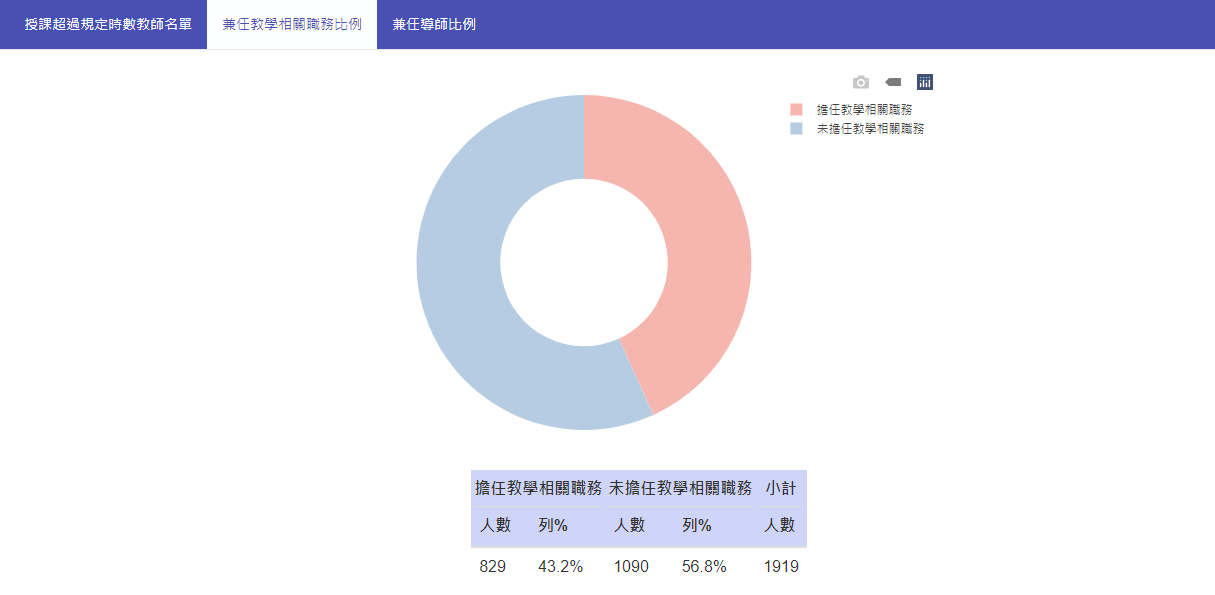 授課超過規定時數教師名單 兼任教學相關職務比例 兼任導師比例
擔任教學相關職務
未擔任教學相關職務
擔任教學相關職務 未擔任教學相關職務 小計
人數 列% 人數 列% 人數
829 43.2% 1090 56.8% 1919